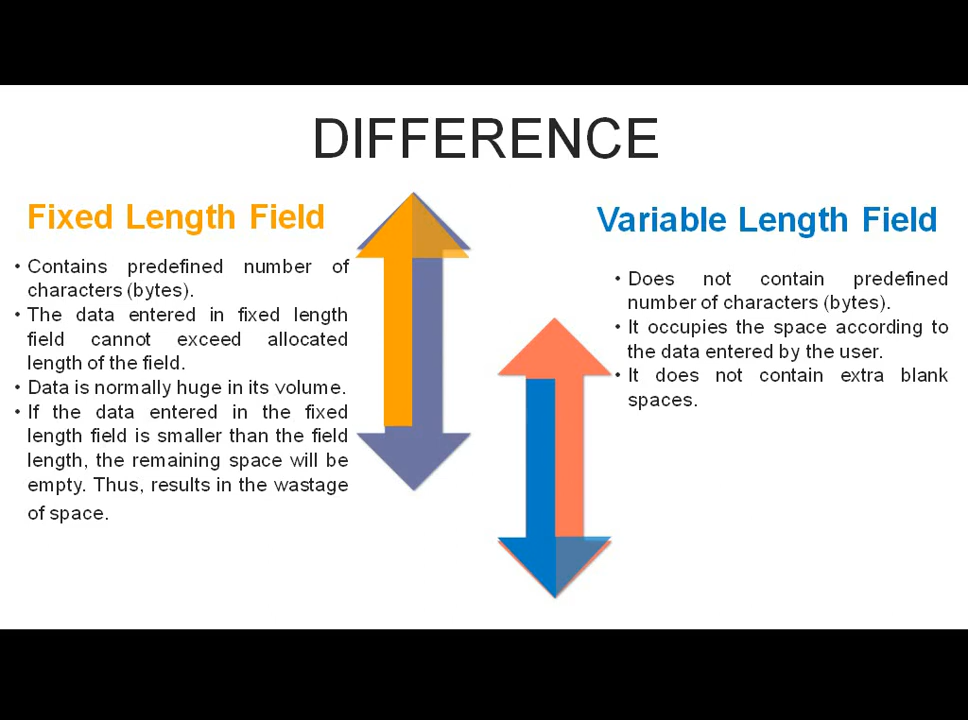 DIFFERENCE
Fixed Length Field
• Contains predefined number of
characters (bytes).
• The data entered in fixed length
field cannot exceed allocated
length of the field.
• Data is normally huge in its volume.
• If the data entered in the fixed
length field is smaller than the field
length, the remaining space will be
empty. Thus, results in the wastage
of space.
Variable Length Field
• Does not contain predefined
number of characters (bytes).
• It occupies the space according to
the data entered by the user.
• It does not contain extra blank
spaces.